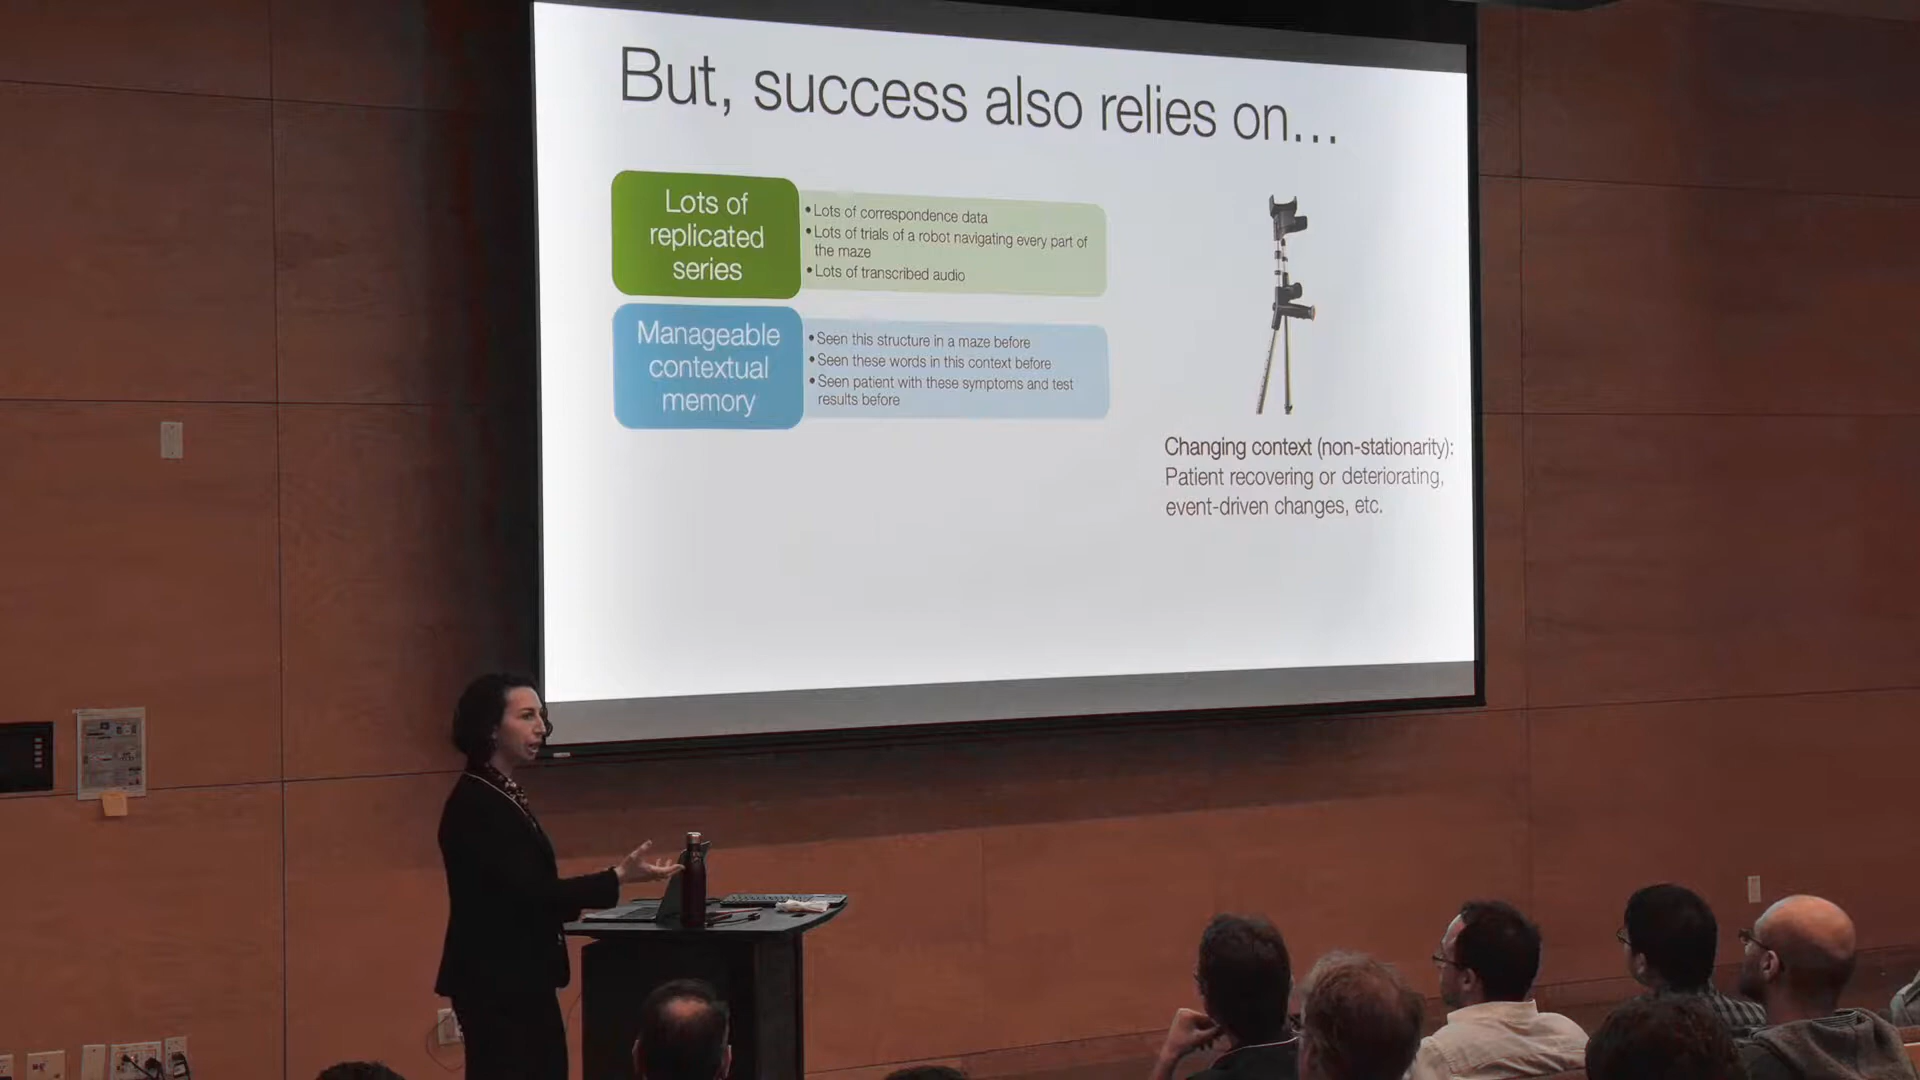 But, success also relies on...
Lots of
replicated
series
• Lots of correspondence data
• Lots of trials of a robot navigating every part of
the maze
• Lots of transcribed audio
Manageable
contextual
memory
• Seen this structure in a maze before
• Seen these words in this context before
• Seen patient with these symptoms and test
results before
Changing context (non-stationarity):
Patient recovering or deteriorating,
event-driven changes, etc.